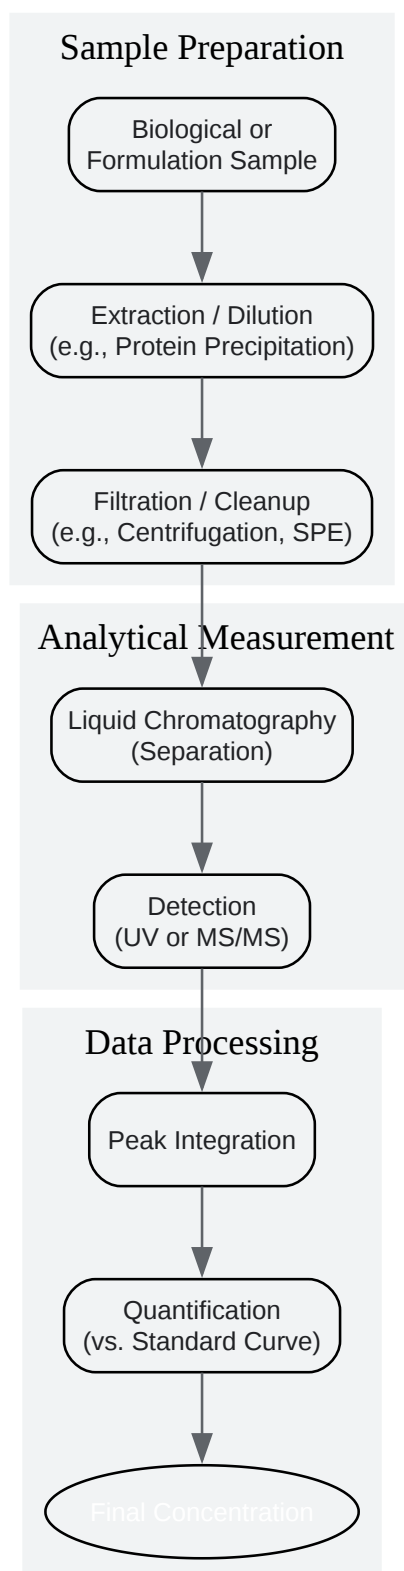 Sample Preparation
Biological or
Formulation Sample
Extraction / Dilution
(e.g., Protein Precipitation)
Filtration / Cleanup
(e.g., Centrifugation, SPE)
Analytical Measurement
Liquid Chromatography
(Separation)
Detection
(UV or MS/MS)
Data Processing
Peak Integration
Quantification
(vs. Standard Curve)
Final Concentration